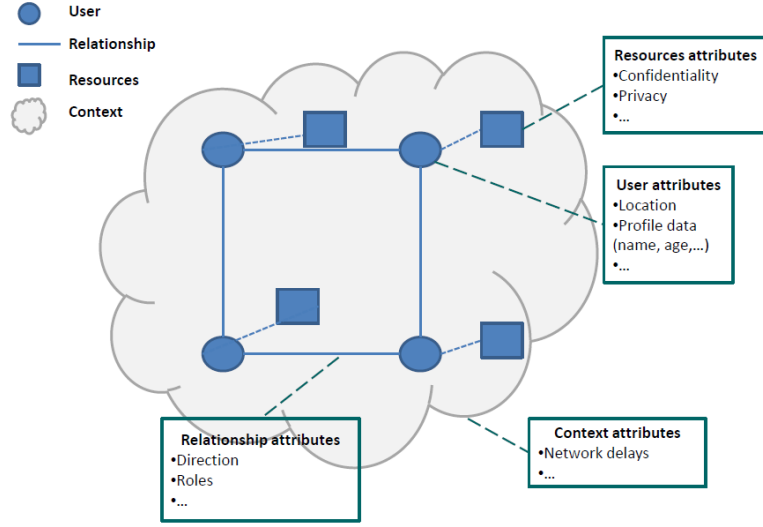 User
Relationship
Resources
Context
Resources attributes
•Confidentiality
•Privacy
•...
User attributes
•Location
•Profile data
(name, age,...)
•...
Relationship attributes
•Direction
•Roles
•...
Context attributes
•Network delays
•...